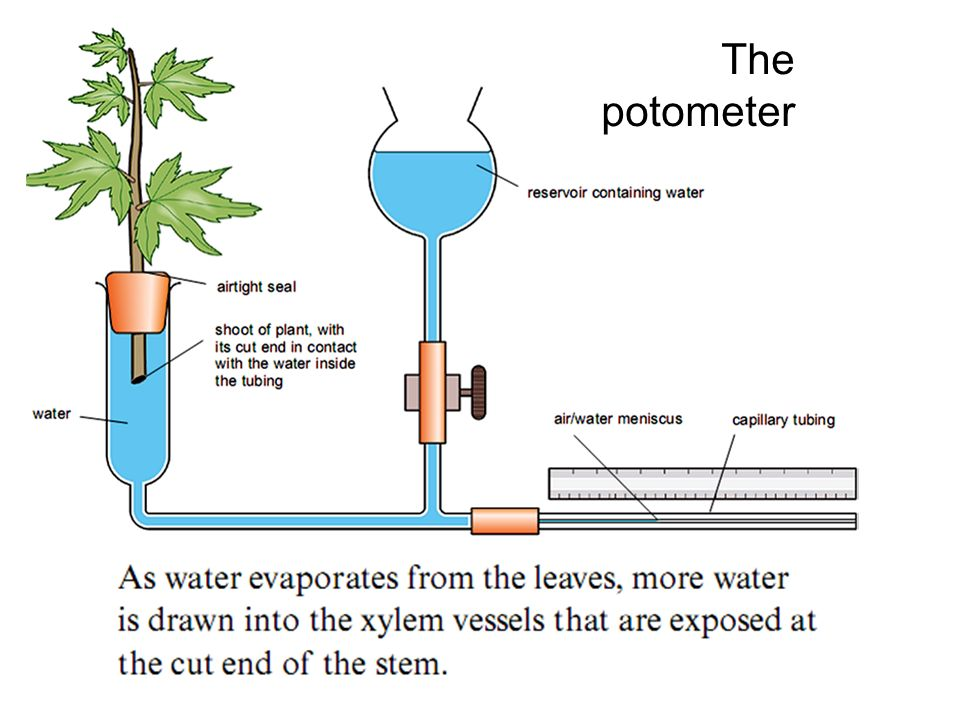 The
potometer
reservoir containing water
airtight seal
shoot of plant, with
its cut end in contact
with the water inside
the tubing
water
air/water meniscus
capillary tubing
As water evaporates from the leaves, more water
is drawn into the xylem vessels that are exposed at
the cut end of the stem.